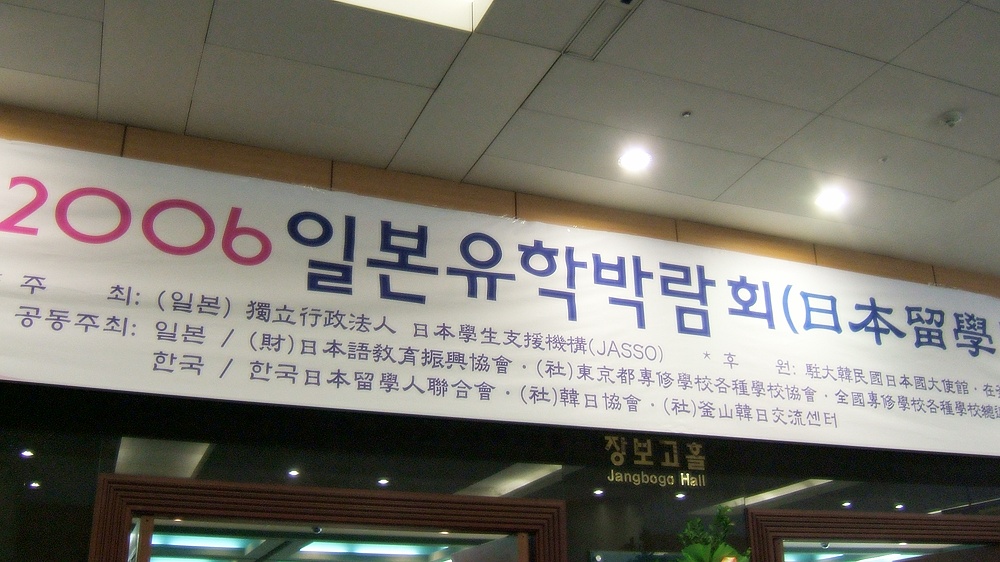 2006 일본유학박람회(日本留學
주 최: (일본) 獨立行政法人 日本學生支援機構(JASSO) * 후 원: 駐大韓民國日本國大使館 ·
공동주최: 일본 / (財)日本語教育振興協會 · (社)東京都專修學校各種學校協會 · 全國專修學校各種學校總
한국 / 한국日本留學人聯合會 · (社)韓日協會 · (社)釜山韓日交流센터
장보고홀
Jangbogo Hall